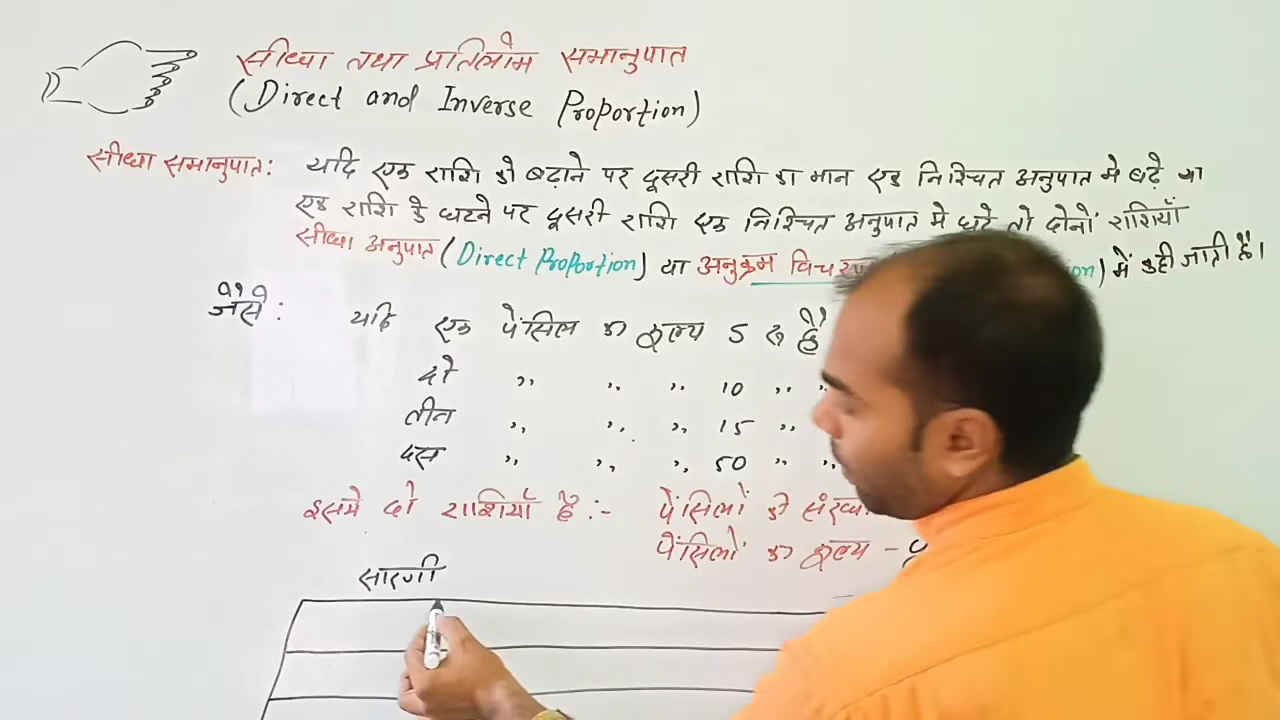 सीधा तथा प्रतिलोम समानुपात
(Direct and Inverse Proportion)
सीधा समानुपात: यदि एक राशि को बढ़ाने पर दूसरी राशि का मान एक निश्चित अनुपात मे बढ़े या
एक राशि के घटने पर दूसरी राशि एक निश्चित अनुपात मे घटे तो दोनों राशियाँ
सीधा अनुपात (Direct Proportion) या अनुक्रम विचरण on) में कही जाती है।
जैसे: यदि एक पेंसिल का मूल्य 5 रु है
दो ,, ,, ,, 10 ,, ,,
तीन ,, ,, ,, 15 ,,
दस ,, ,, ,, 50 ,, ,,
इसमे दो राशियाँ है :- पेंसिलों की
पेंसिलों का मूल्य -
सारणी